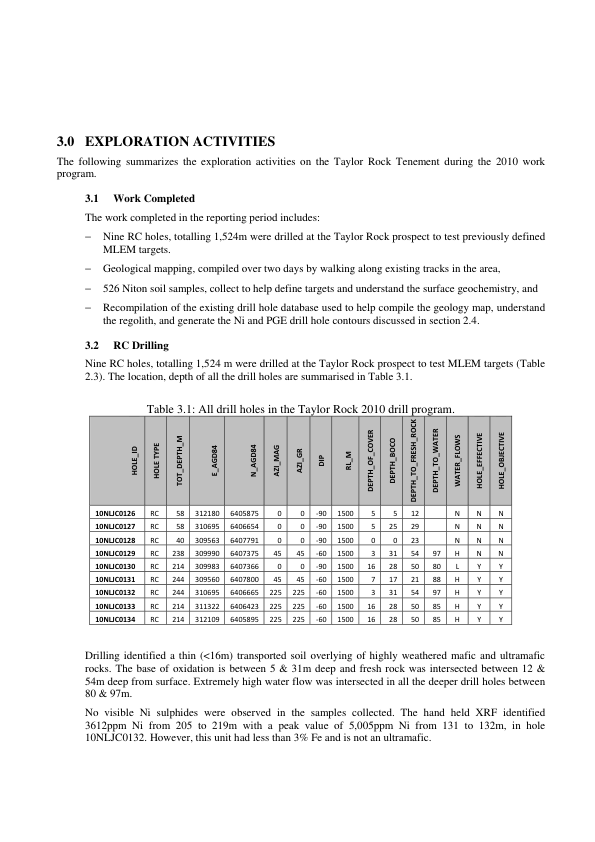 3.0 EXPLORATION ACTIVITIES
The following summarizes the exploration activities on the Taylor Rock Tenement during the 2010 work
program.
3.1 Work Completed
The work completed in the reporting period includes:
– Nine RC holes, totalling 1,524m were drilled at the Taylor Rock prospect to test previously defined
MLEM targets.
– Geological mapping, compiled over two days by walking along existing tracks in the area,
– 526 Niton soil samples, collect to help define targets and understand the surface geochemistry, and
– Recompilation of the existing drill hole database used to help compile the geology map, understand
the regolith, and generate the Ni and PGE drill hole contours discussed in section 2.4.
3.2 RC Drilling
Nine RC holes, totalling 1,524 m were drilled at the Taylor Rock prospect to test MLEM targets (Table
2.3). The location, depth of all the drill holes are summarised in Table 3.1.
Table 3.1: All drill holes in the Taylor Rock 2010 drill program.
HOLE_ID HOLE TYPE TOT_DEPTH_M E_AGD84 N_AGD84 AZI_MAG AZI_GR DIP RL_M DEPTH_OF_COVER DEPTH_BOCO DEPTH_TO_FRESH_ROCK DEPTH_TO_WATER WATER_FLOWS HOLE_EFFECTIVE HOLE_OBJECTIVE
10NLJC0126 RC 58 312180 6405875 0 0 -90 1500 5 5 12 N N N
10NLJC0127 RC 58 310695 6406654 0 0 -90 1500 5 25 29 N N N
10NLJC0128 RC 40 309563 6407791 0 0 -90 1500 0 0 23 N N N
10NLJC0129 RC 238 309990 6407375 45 45 -60 1500 3 31 54 97 H N N
10NLJC0130 RC 214 309983 6407366 0 0 -90 1500 16 28 50 80 L Y Y
10NLJC0131 RC 244 309560 6407800 45 45 -60 1500 7 17 21 88 H Y Y
10NLJC0132 RC 244 310695 6406665 225 225 -60 1500 3 31 54 97 H Y Y
10NLJC0133 RC 214 311322 6406423 225 225 -60 1500 16 28 50 85 H Y Y
10NLJC0134 RC 214 312109 6405895 225 225 -60 1500 16 28 50 85 H Y Y
Drilling identified a thin (<16m) transported soil overlying of highly weathered mafic and ultramafic
rocks. The base of oxidation is between 5 & 31m deep and fresh rock was intersected between 12 &
54m deep from surface. Extremely high water flow was intersected in all the deeper drill holes between
80 & 97m.
No visible Ni sulphides were observed in the samples collected. The hand held XRF identified
3612ppm Ni from 205 to 219m with a peak value of 5,005ppm Ni from 131 to 132m, in hole
10NLJC0132. However, this unit had less than 3% Fe and is not an ultramafic.